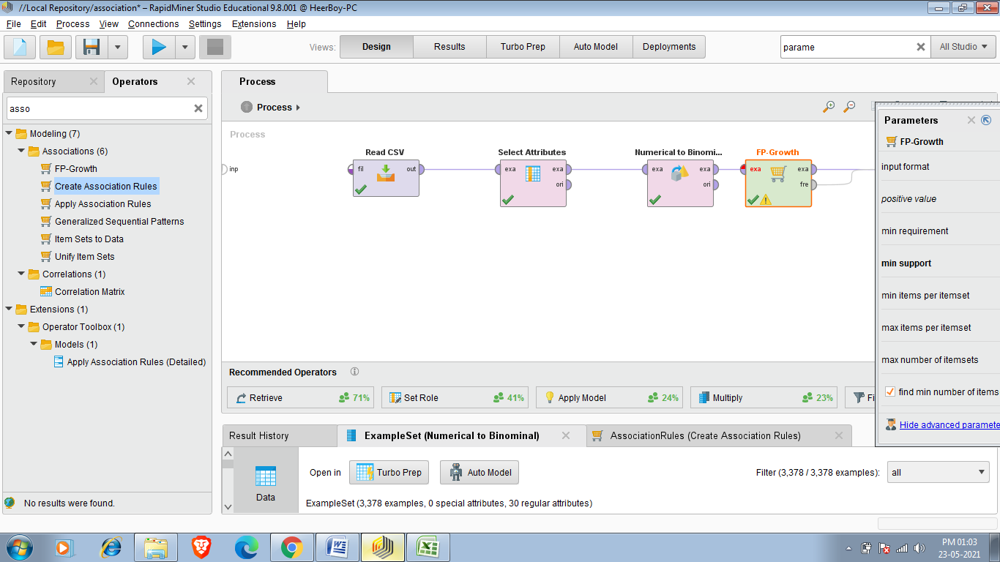 //Local Repository/association* – RapidMiner Studio Educational 9.8.001 @ HeerBoy-PC
File Edit Process View Connections Settings Extensions Help
Views: Design Results Turbo Prep Auto Model Deployments parame All Studio
Repository Operators Process
asso
Process
Parameters
Modeling (7)
Associations (6)
FP-Growth
Create Association Rules
Apply Association Rules
Generalized Sequential Patterns
Item Sets to Data
Unify Item Sets
Correlations (1)
Correlation Matrix
Extensions (1)
Operator Toolbox (1)
Models (1)
Apply Association Rules (Detailed)
No results were found.
Process
inp
Read CSV
fil out
Select Attributes
exa exa
ori
Numerical to Binomi...
exa exa
ori
FP-Growth
exa exa
fre
FP-Growth
input format
positive value
min requirement
min support
min items per itemset
max items per itemset
max number of itemsets
find min number of items
Hide advanced paramete
Recommended Operators
Retrieve 71% Set Role 41% Apply Model 24% Multiply 23% Fi
Result History ExampleSet (Numerical to Binominal) AssociationRules (Create Association Rules)
Data
Open in Turbo Prep Auto Model Filter (3,378 / 3,378 examples): all
ExampleSet (3,378 examples, 0 special attributes, 30 regular attributes)
PM 01:03
23-05-2021